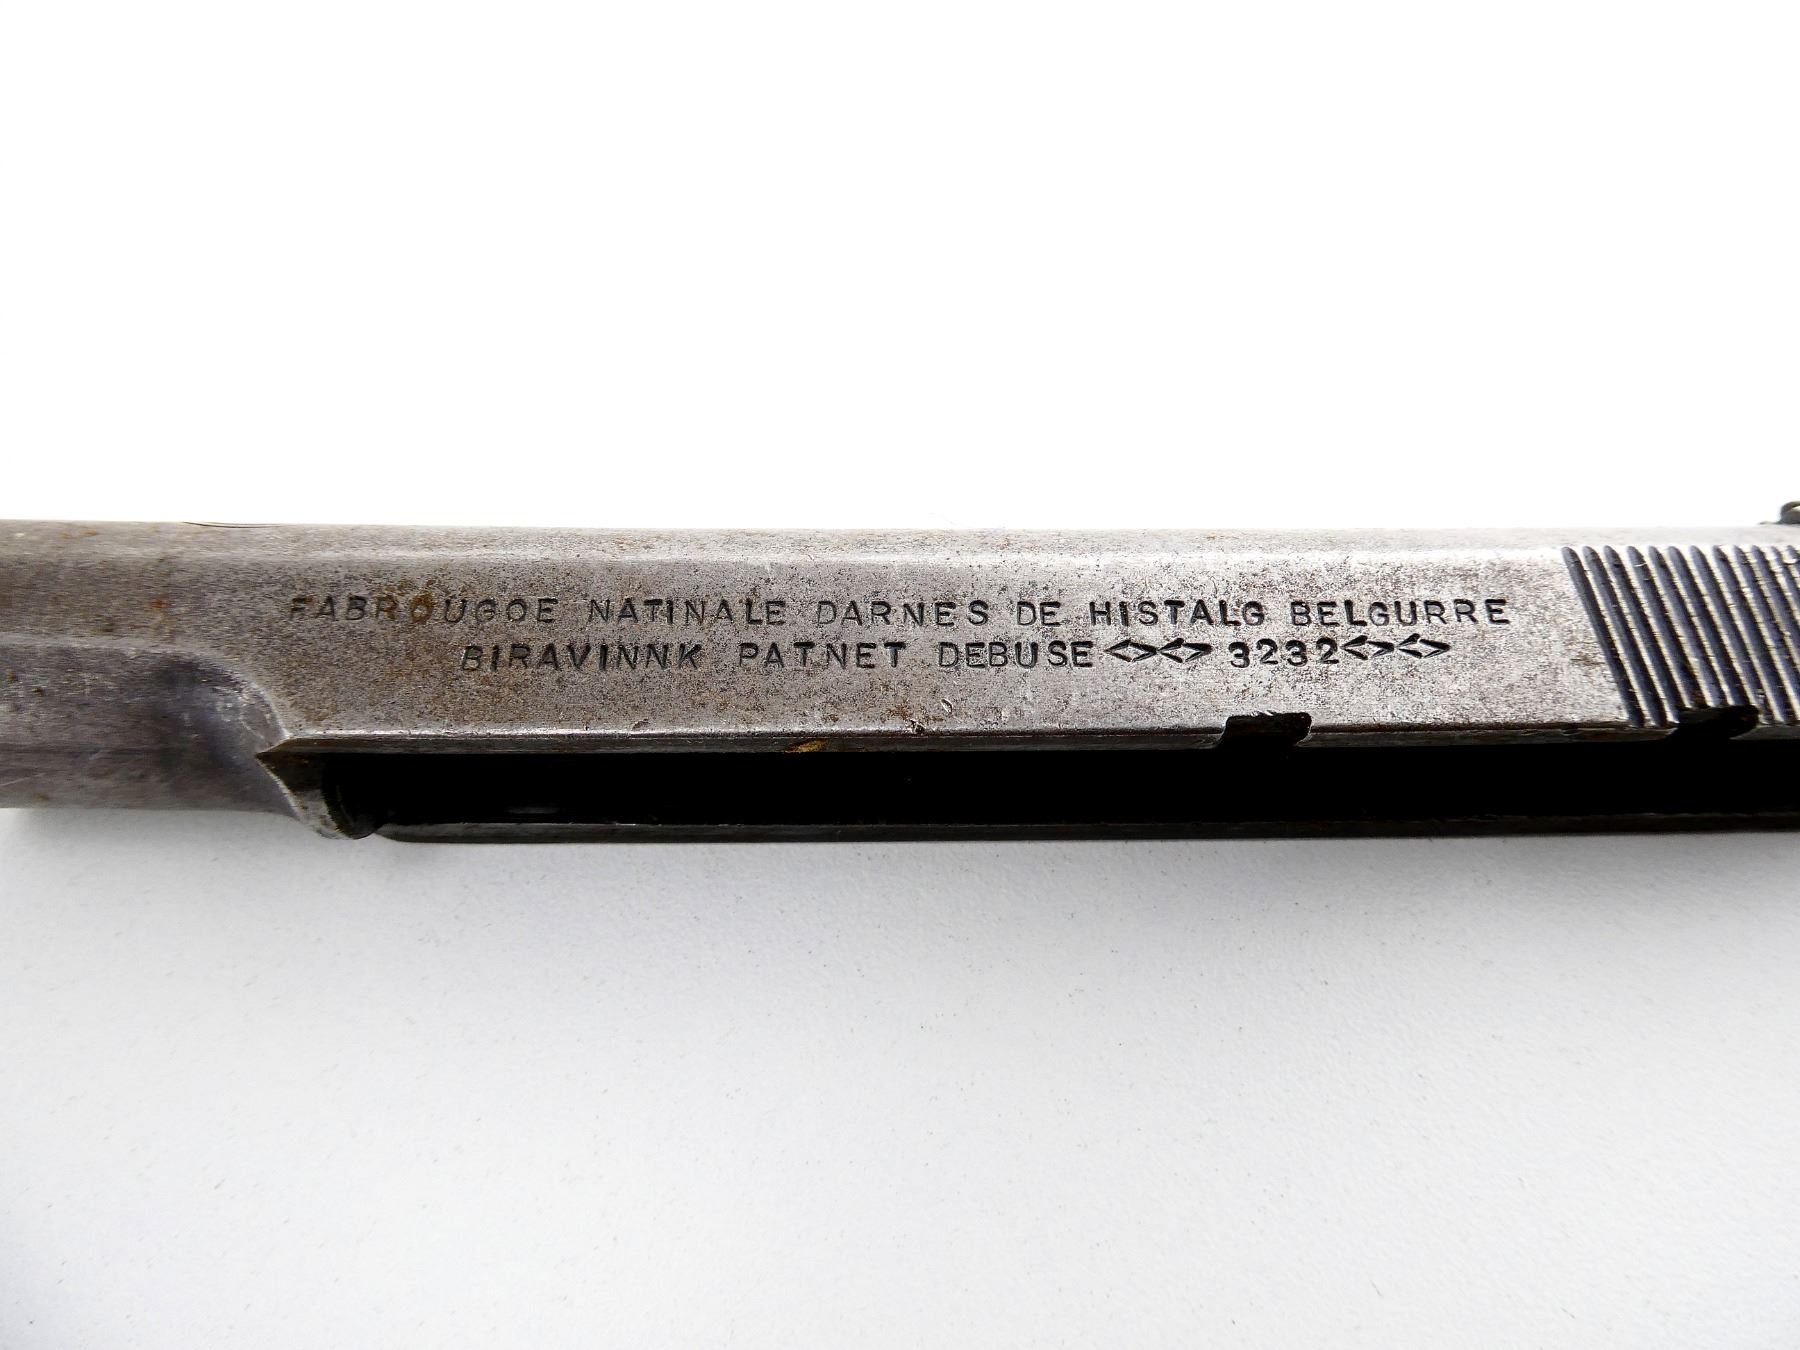 FABROUGOE NATINALE DARNES DE HISTALG BELGURRE
BIRAVINNK PATNET DEBUSE<><> 3232<><>